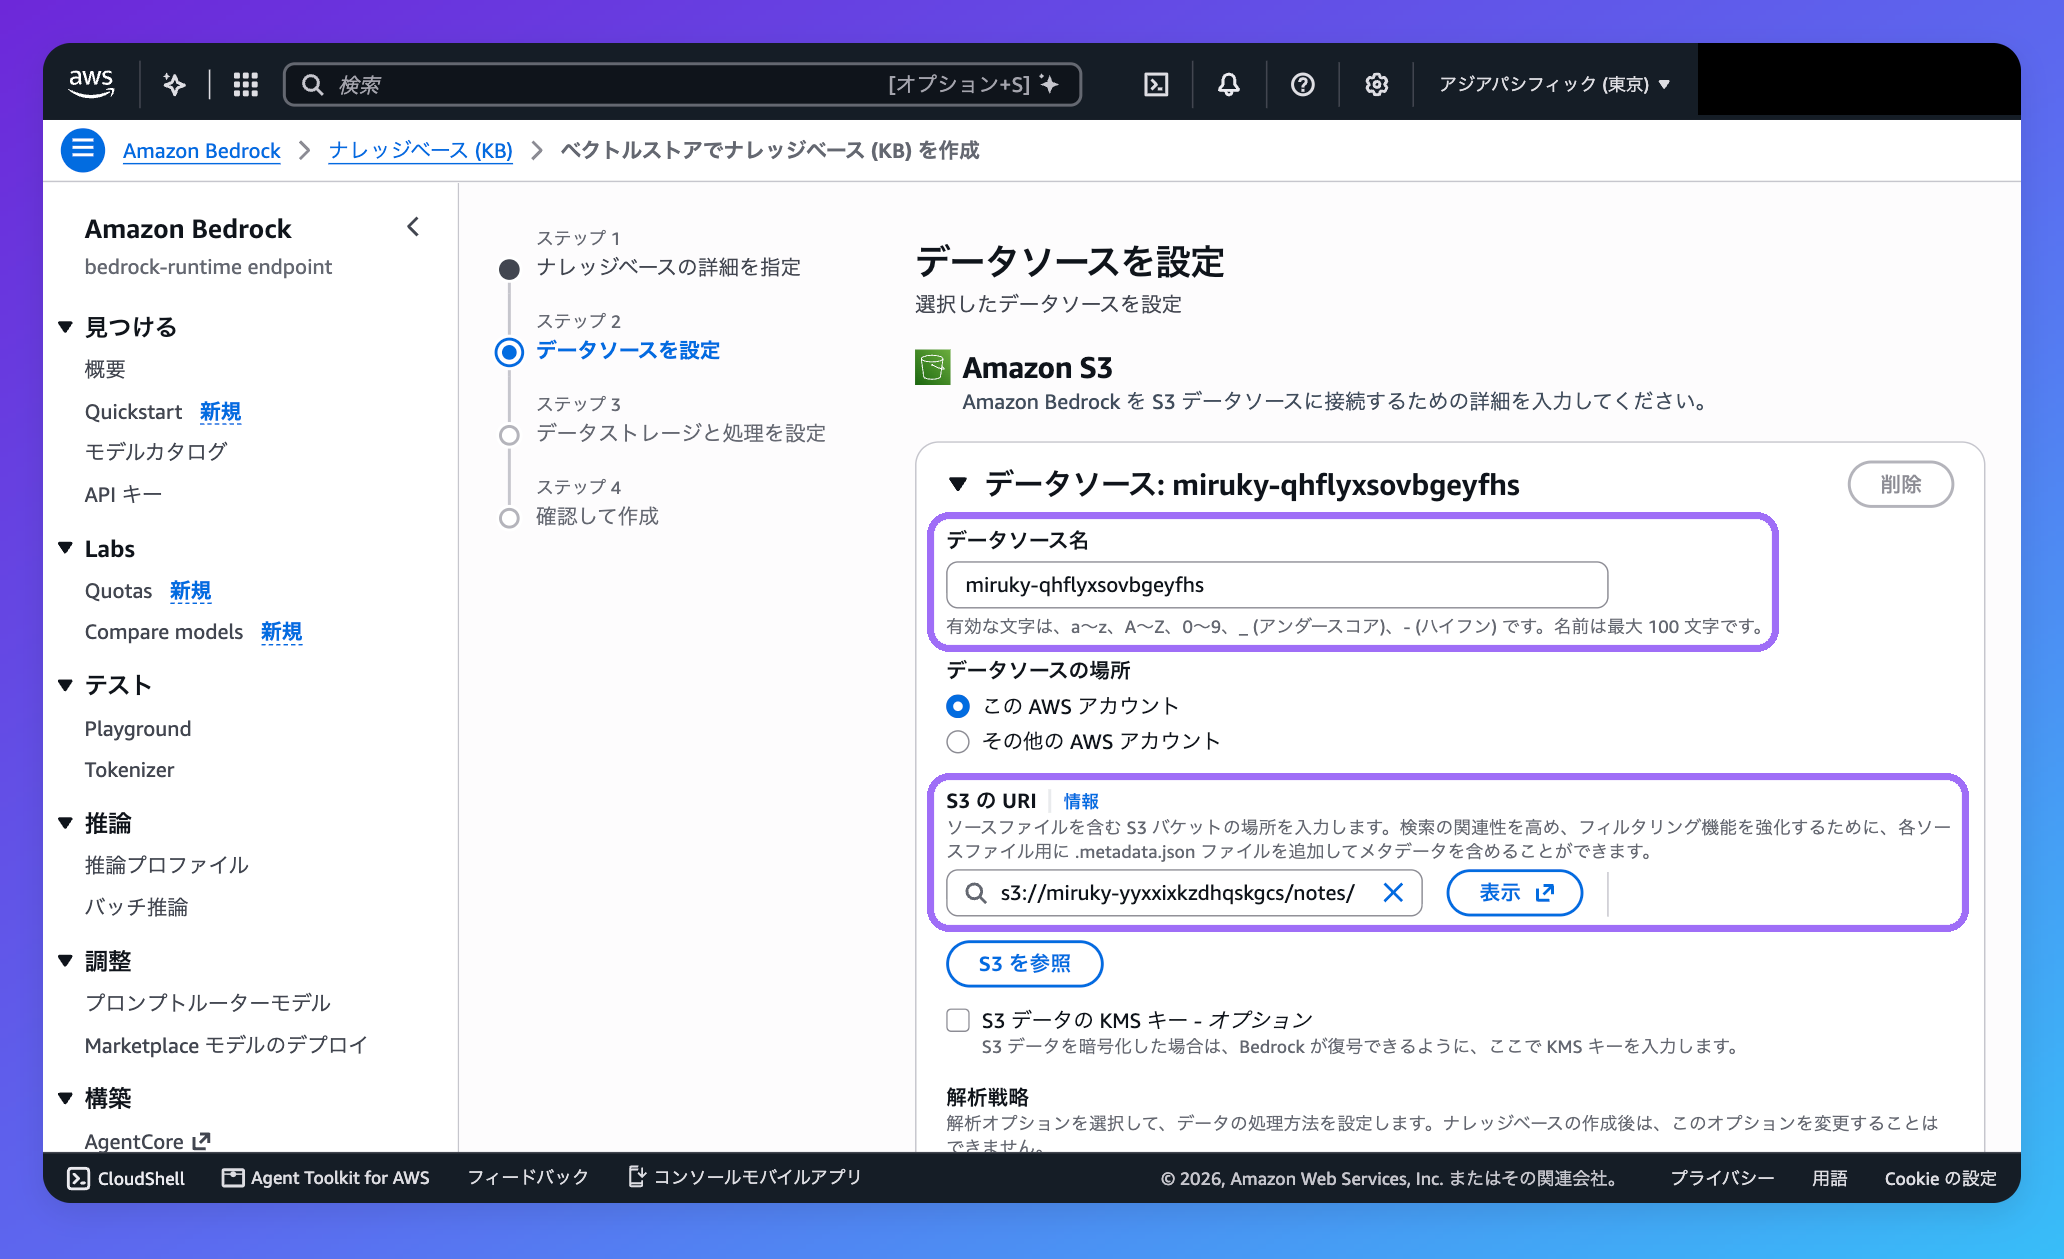 aws
検索
[オプション+S]
アジアパシフィック (東京) ▼
Amazon Bedrock
ナレッジベース (KB)
ベクトルストアでナレッジベース (KB) を作成
Amazon Bedrock
bedrock-runtime endpoint
見つける
概要
Quickstart 新規
モデルカタログ
API キー
Labs
Quotas 新規
Compare models 新規
テスト
Playground
Tokenizer
推論
推論プロファイル
バッチ推論
調整
プロンプトルーターモデル
Marketplace モデルのデプロイ
構築
AgentCore
ステップ 1
ナレッジベースの詳細を指定
ステップ 2
データソースを設定
ステップ 3
データストレージと処理を設定
ステップ 4
確認して作成
データソースを設定
選択したデータソースを設定
Amazon S3
Amazon Bedrock を S3 データソースに接続するための詳細を入力してください。
データソース: miruky-qhflyxsovbgeyfhs
削除
データソース名
miruky-qhflyxsovbgeyfhs
有効な文字は、a～z、A～Z、0～9、_ (アンダースコア)、- (ハイフン) です。名前は最大 100 文字です。
データソースの場所
この AWS アカウント
その他の AWS アカウント
S3 の URI 情報
ソースファイルを含む S3 バケットの場所を入力します。検索の関連性を高め、フィルタリング機能を強化するために、各ソー
スファイル用に .metadata.json ファイルを追加してメタデータを含めることができます。
s3://miruky-yyxxixkzdhqskgcs/notes/
表示
S3 を参照
S3 データの KMS キー - オプション
S3 データを暗号化した場合は、Bedrock が復号できるように、ここで KMS キーを入力します。
解析戦略
解析オプションを選択して、データの処理方法を設定します。ナレッジベースの作成後は、このオプションを変更することは
できません。
CloudShell
Agent Toolkit for AWS
フィードバック
コンソールモバイルアプリ
© 2026, Amazon Web Services, Inc. またはその関連会社。
プライバシー
用語
Cookie の設定